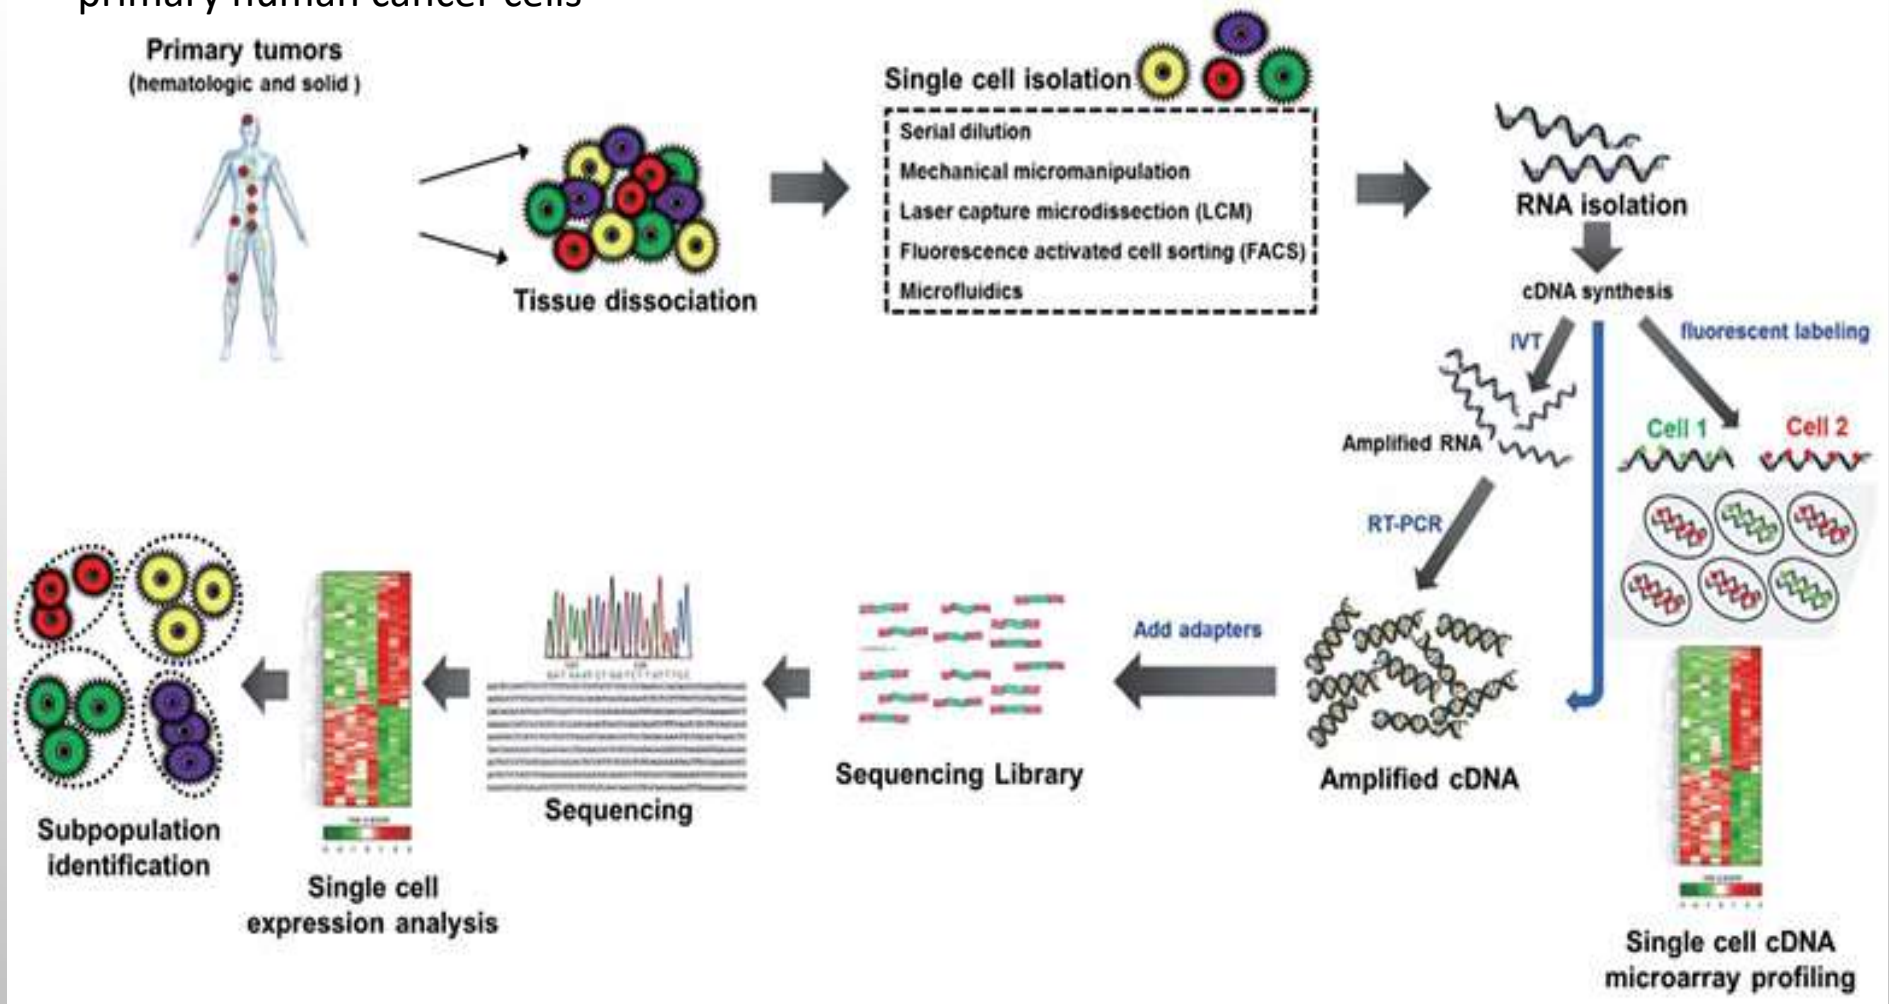 primary human cancer cells
Primary tumors
(hematologic and solid )
Tissue dissociation
Single cell isolation
Serial dilution
Mechanical micromanipulation
Laser capture microdissection (LCM)
Fluorescence activated cell sorting (FACS)
Microfluidics
RNA isolation
cDNA synthesis
IVT
fluorescent labeling
Amplified RNA
Cell 1
Cell 2
RT-PCR
Amplified cDNA
Add adapters
Sequencing Library
Sequencing
Single cell
expression analysis
Subpopulation
identification
Single cell cDNA
microarray profiling